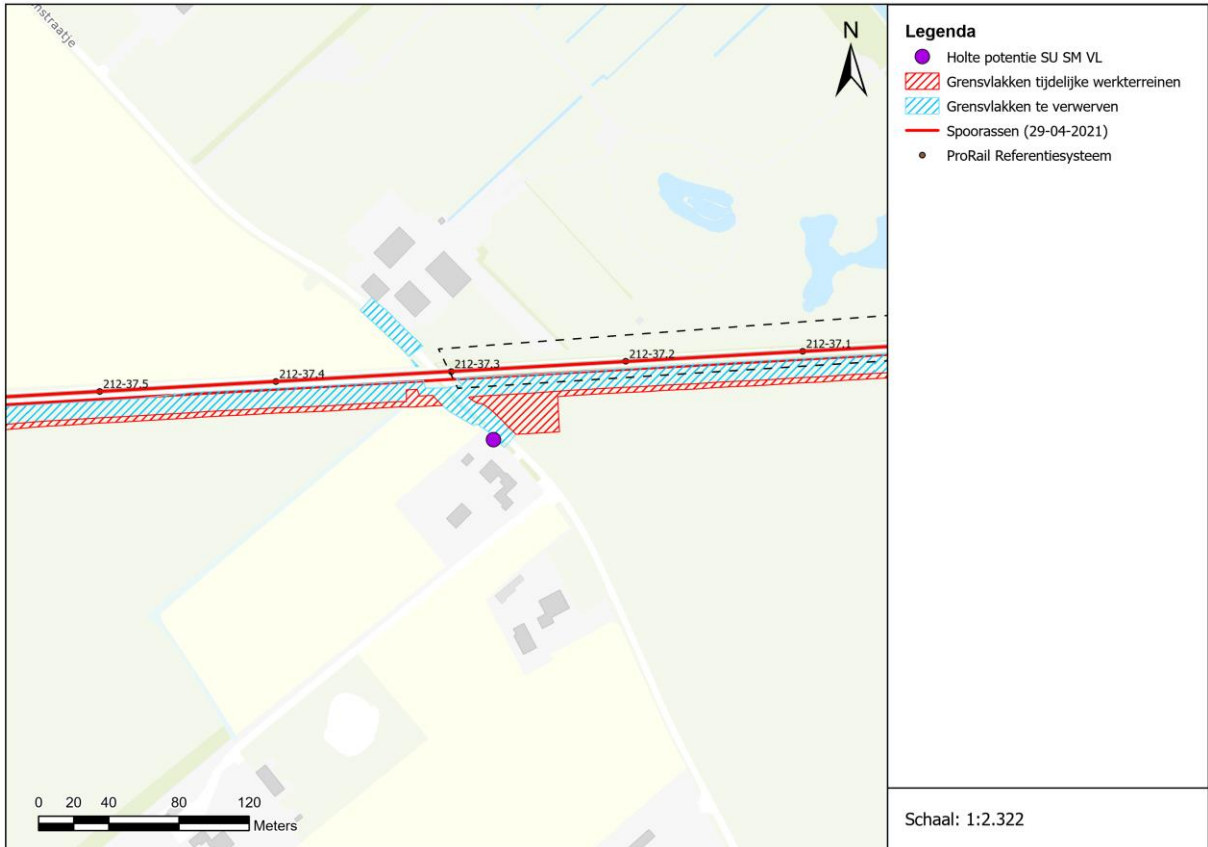 nstraatje
N
212-37.5
212-37.4
212-37.3
212-37.2
212-37.1
0 20 40 80 120
Meters
Legenda
Holte potentie SU SM VL
Grensvlakken tijdelijke werkterreinen
Grensvlakken te verwerven
Spoorassen (29-04-2021)
ProRail Referentiesysteem
Schaal: 1:2.322